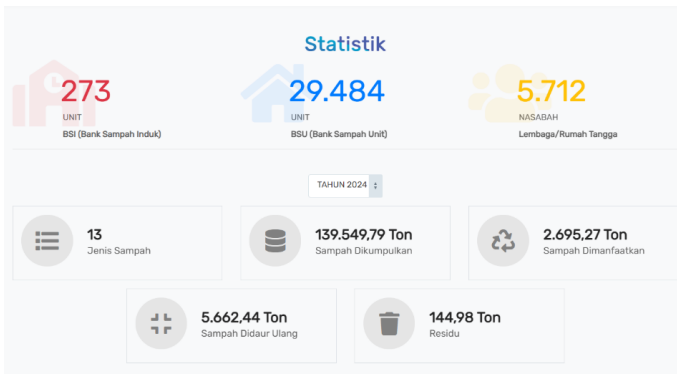 Statistik
273
UNIT
BSI (Bank Sampah Induk)
29.484
UNIT
BSU (Bank Sampah Unit)
5.712
NASABAH
Lembaga/Rumah Tangga
TAHUN 2024
13
Jenis Sampah
139.549,79 Ton
Sampah Dikumpulkan
2.695,27 Ton
Sampah Dimanfaatkan
5.662,44 Ton
Sampah Didaur Ulang
144,98 Ton
Residu